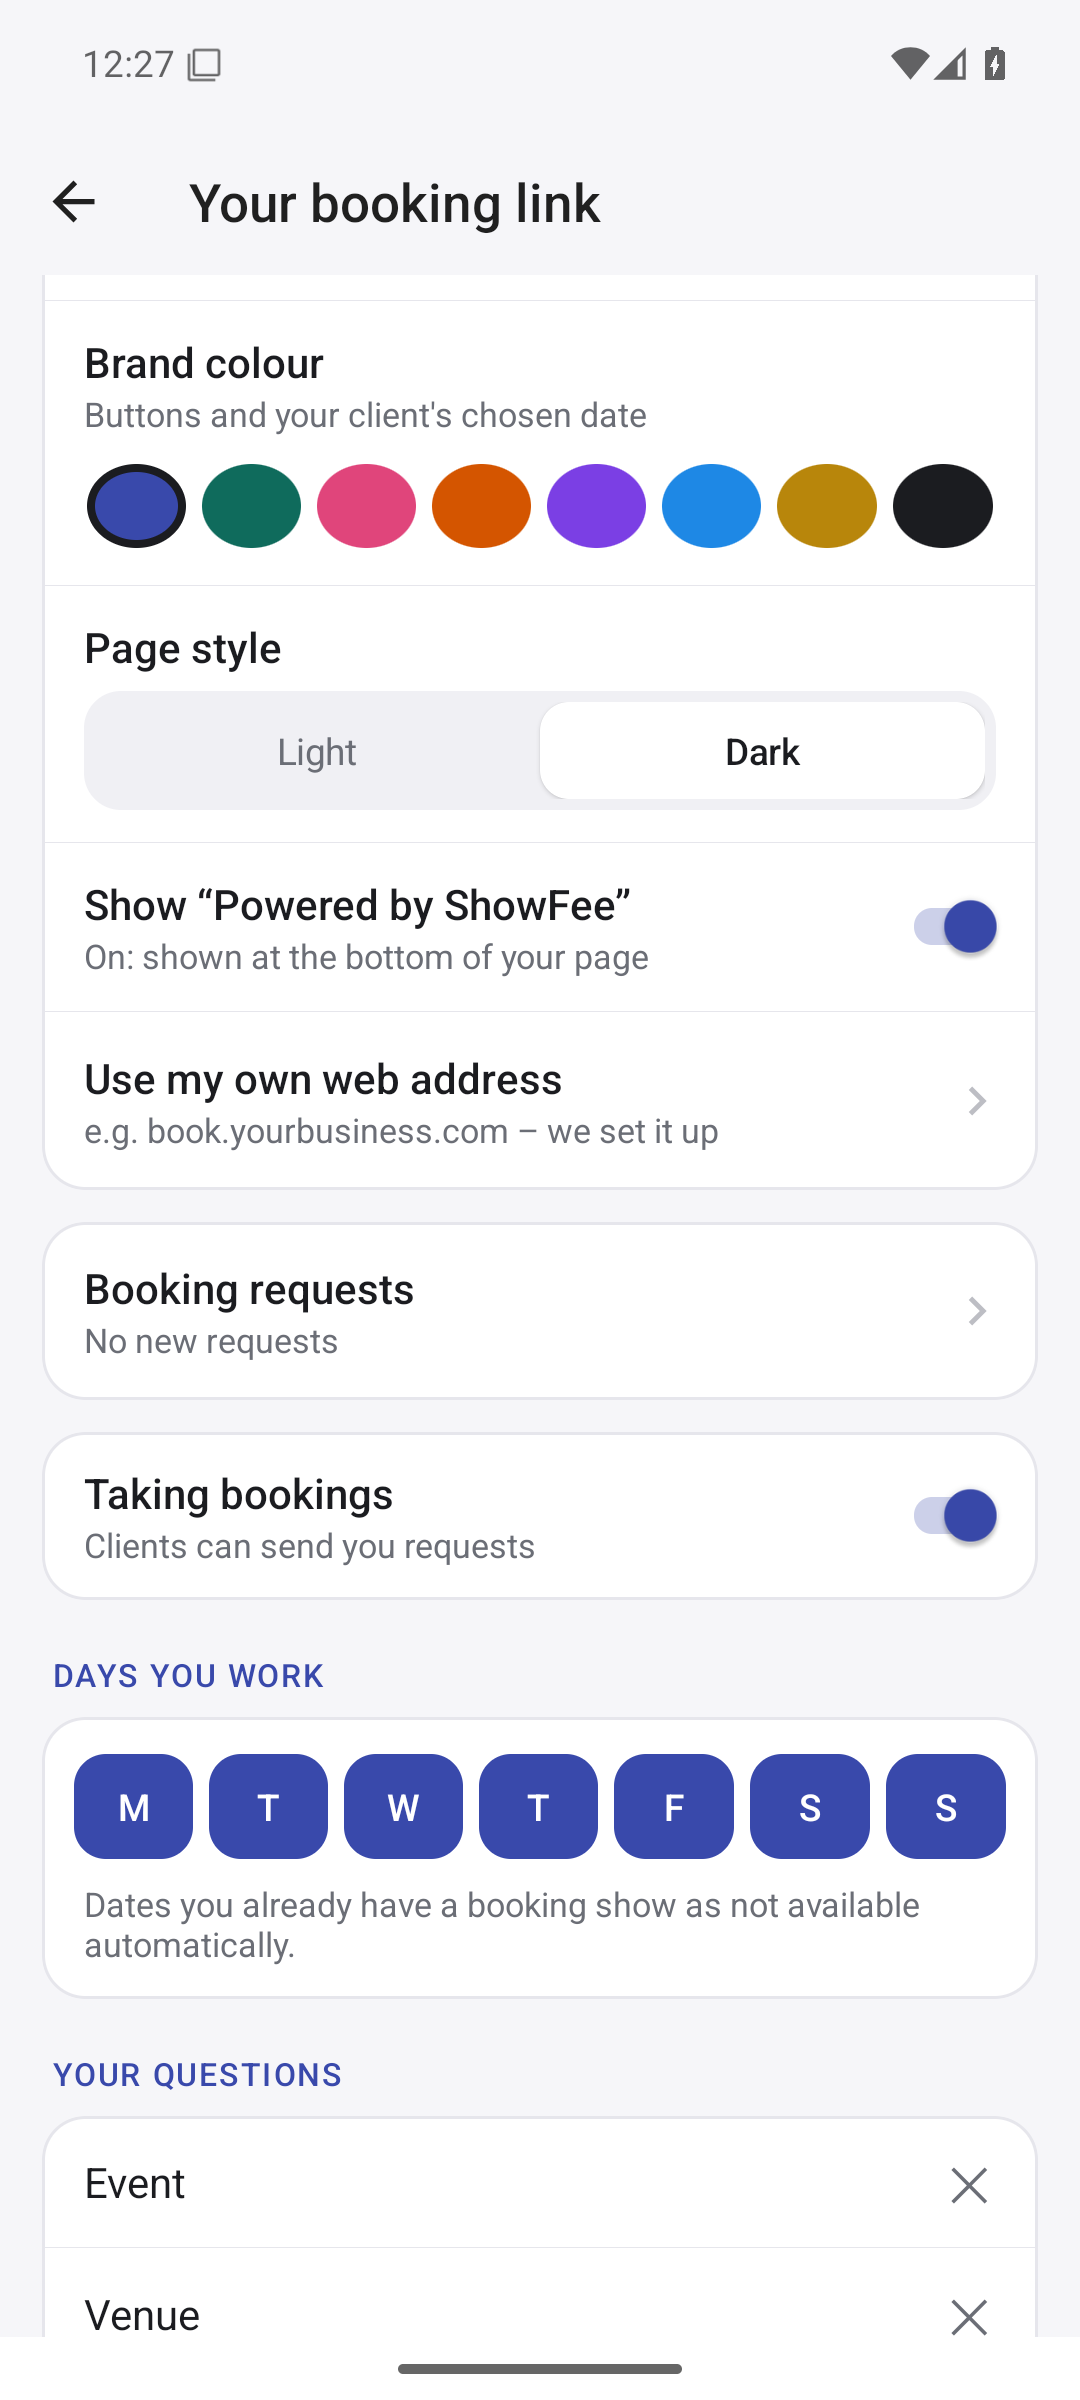 12:27
Your booking link
Brand colour
Buttons and your client's chosen date
Page style
Light
Dark
Show “Powered by ShowFee”
On: shown at the bottom of your page
Use my own web address
e.g. book.yourbusiness.com – we set it up
Booking requests
No new requests
Taking bookings
Clients can send you requests
DAYS YOU WORK
M T W T F S S
Dates you already have a booking show as not available
automatically.
YOUR QUESTIONS
Event
Venue